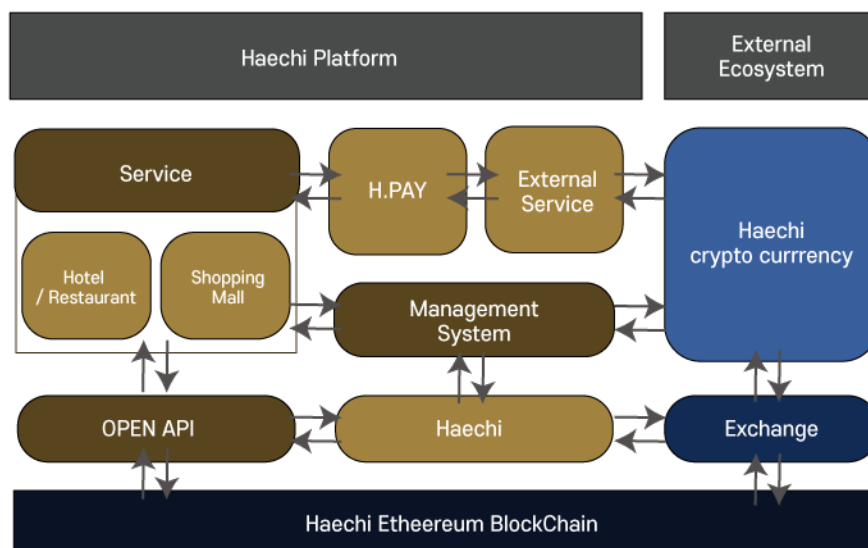 Haechi Platform
External
Ecosystem
Service
H.PAY
External
Service
Haechi
crypto currrency
Hotel
/ Restaurant
Shopping
Mall
Management
System
OPEN API
Haechi
Exchange
Haechi Etheereum BlockChain